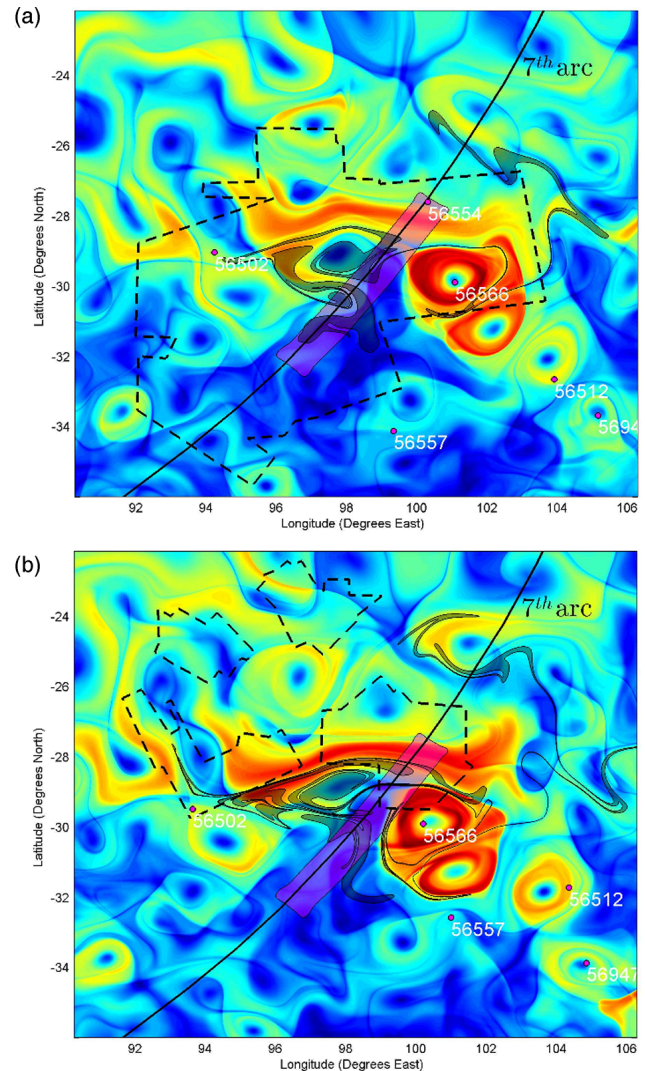 (a)
-24
7th arc
-26
-28
56554
56502
-30
56566
-32
56512
5694
-34
56557
92 94 96 98 100 102 104 106
Longitude (Degrees East)
Latitude (Degrees North)
(b)
-24
7th arc
-26
-28
56502
-30
56566
-32
56512
56557
-34
56947
92 94 96 98 100 102 104 106
Longitude (Degrees East)
Latitude (Degrees North)